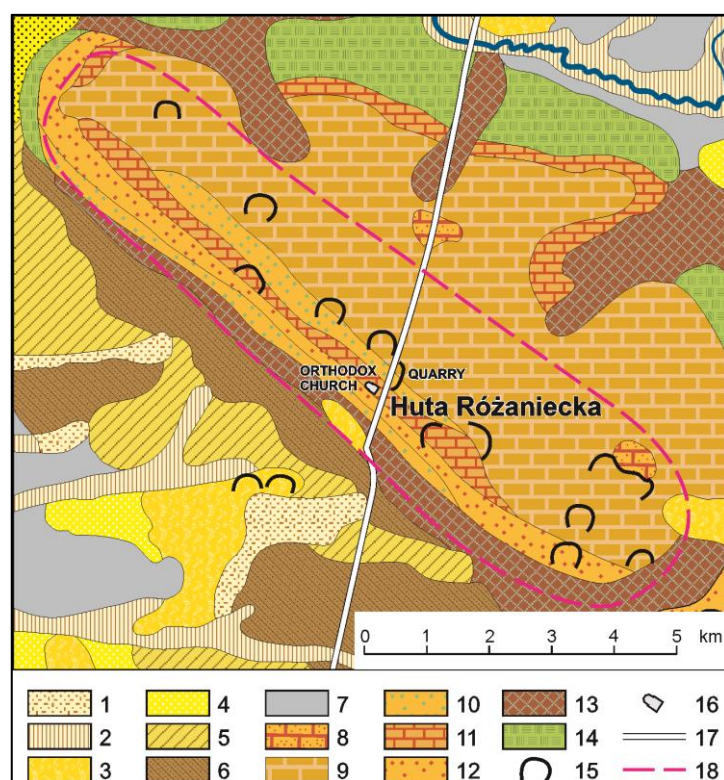 ORTHODOX
CHURCH
QUARRY
Huta Różaniecka
0 1 2 3 4 5 km
1 4 7 10 13 16
2 5 8 11 14 17
3 6 9 12 15 18